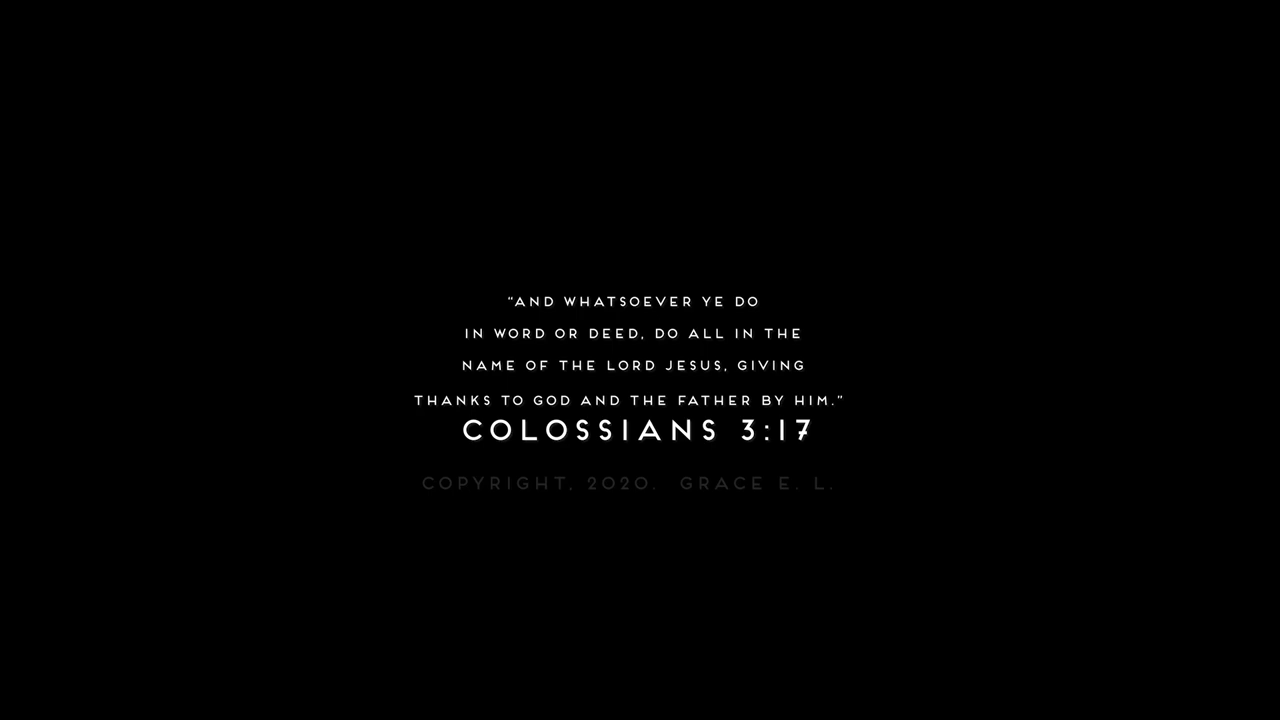 “AND WHATSOEVER YE DO
IN WORD OR DEED, DO ALL IN THE
NAME OF THE LORD JESUS, GIVING
THANKS TO GOD AND THE FATHER BY HIM.”
COLOSSIANS 3:17
COPYRIGHT, 2020. GRACE E. L.